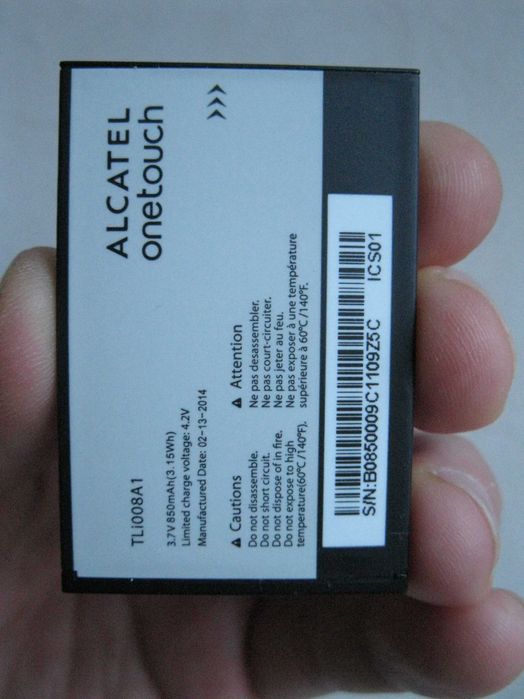 ALCATEL
onetouch
TLi008A1
3.7V 850mAh(3.15Wh)
Limited charge voltage: 4.2V
Manufactured Date: 02-13-2014
Cautions
Do not disassemble.
Do not short circuit.
Do not dispose of in fire.
Do not expose to high
temperature(60℃/140℉).
Attention
Ne pas desassembler.
Ne pas court-circuiter.
Ne pas jeter au feu.
Ne pas exposer à une température
supérieure à 60℃/140℉.
S/N:B0850009C1109Z5C ICS01